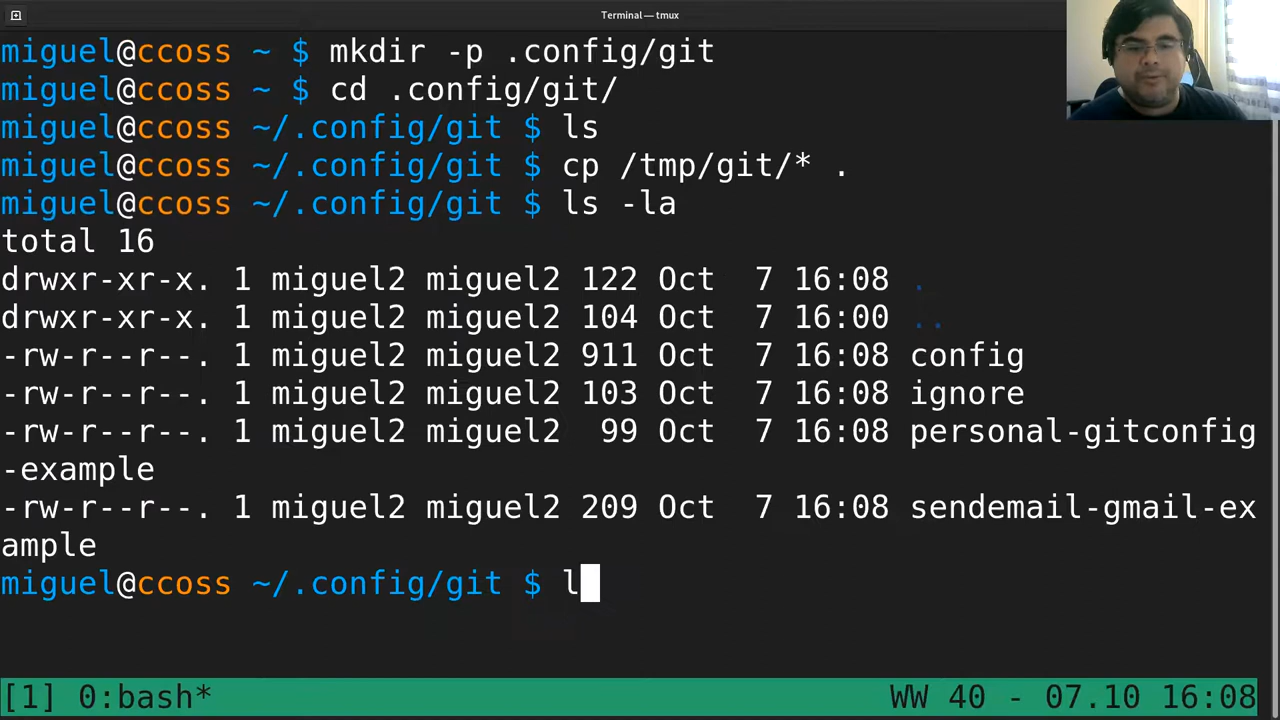 Terminal — tmux
miguel@ccoss ~ $ mkdir -p .config/git
miguel@ccoss ~ $ cd .config/git/
miguel@ccoss ~/.config/git $ ls
miguel@ccoss ~/.config/git $ cp /tmp/git/* .
miguel@ccoss ~/.config/git $ ls -la
total 16
drwxr-xr-x. 1 miguel2 miguel2 122 Oct  7 16:08 .
drwxr-xr-x. 1 miguel2 miguel2 104 Oct  7 16:00 ..
-rw-r--r--. 1 miguel2 miguel2 911 Oct  7 16:08 config
-rw-r--r--. 1 miguel2 miguel2 103 Oct  7 16:08 ignore
-rw-r--r--. 1 miguel2 miguel2  99 Oct  7 16:08 personal-gitconfig
-example
-rw-r--r--. 1 miguel2 miguel2 209 Oct  7 16:08 sendemail-gmail-ex
ample
miguel@ccoss ~/.config/git $ l
[1] 0:bash* WW 40 - 07.10 16:08